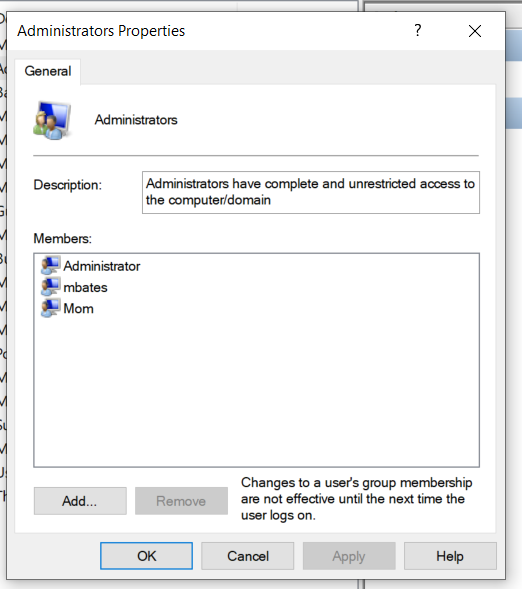 Administrators Properties
?
General
Administrators
Description:
Administrators have complete and unrestricted access to
the computer/domain
Members:
Administrator
mbates
Mom
Add...
Remove
Changes to a user's group membership
are not effective until the next time the
user logs on.
OK
Cancel
Apply
Help